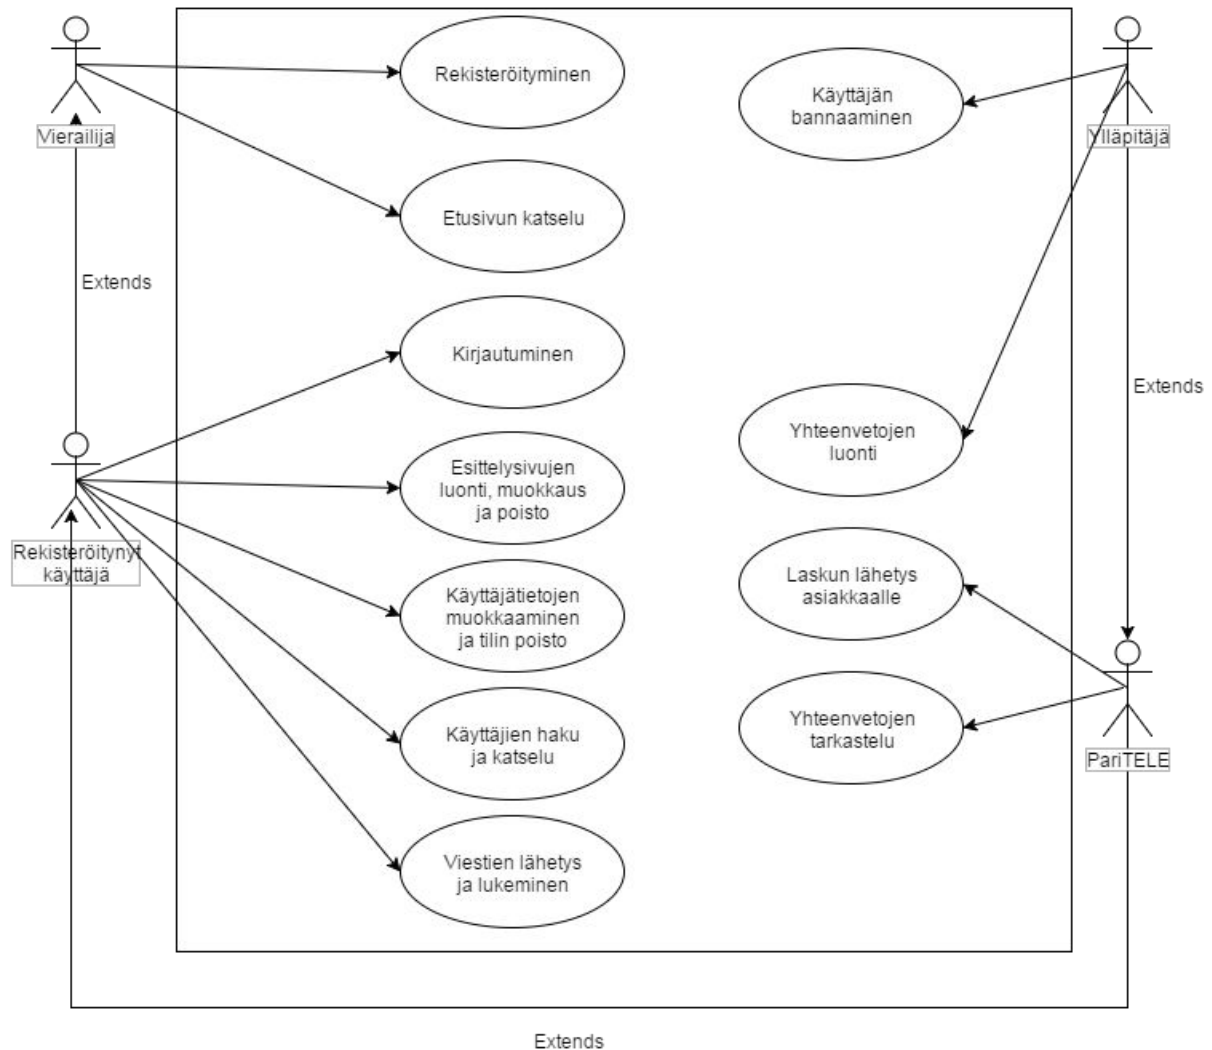 Vierailija
Rekisteröityminen
Käyttäjän
bannaaminen
Ylläpitäjä
Etusivun katselu
Extends
Kirjautuminen
Extends
Yhteenvetojen
luonti
Esittelysivujen
luonti, muokkaus
ja poisto
Rekisteröitynyt
käyttäjä
Laskun lähetys
asiakkaalle
Käyttäjätietojen
muokkaaminen
ja tilin poisto
Käyttäjien haku
ja katselu
Yhteenvetojen
tarkastelu
PariTELE
Viestien lähetys
ja lukeminen
Extends